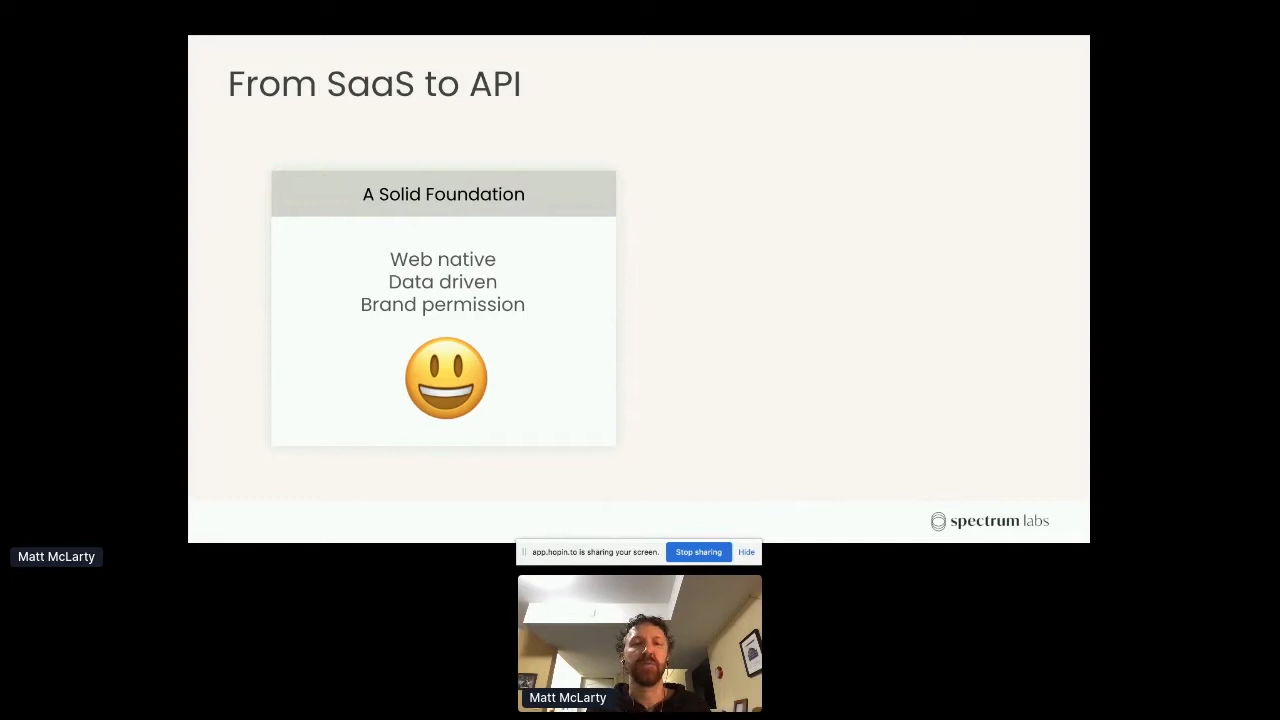 From SaaS to API
A Solid Foundation
Web native
Data driven
Brand permission
spectrum labs
Matt McLarty
app.hopin.to is sharing your screen.
Stop sharing
Hide
Matt McLarty